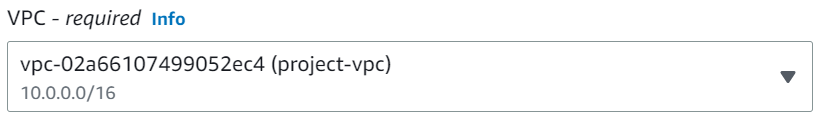 VPC - required Info
vpc-02a66107499052ec4 (project-vpc)
10.0.0.0/16